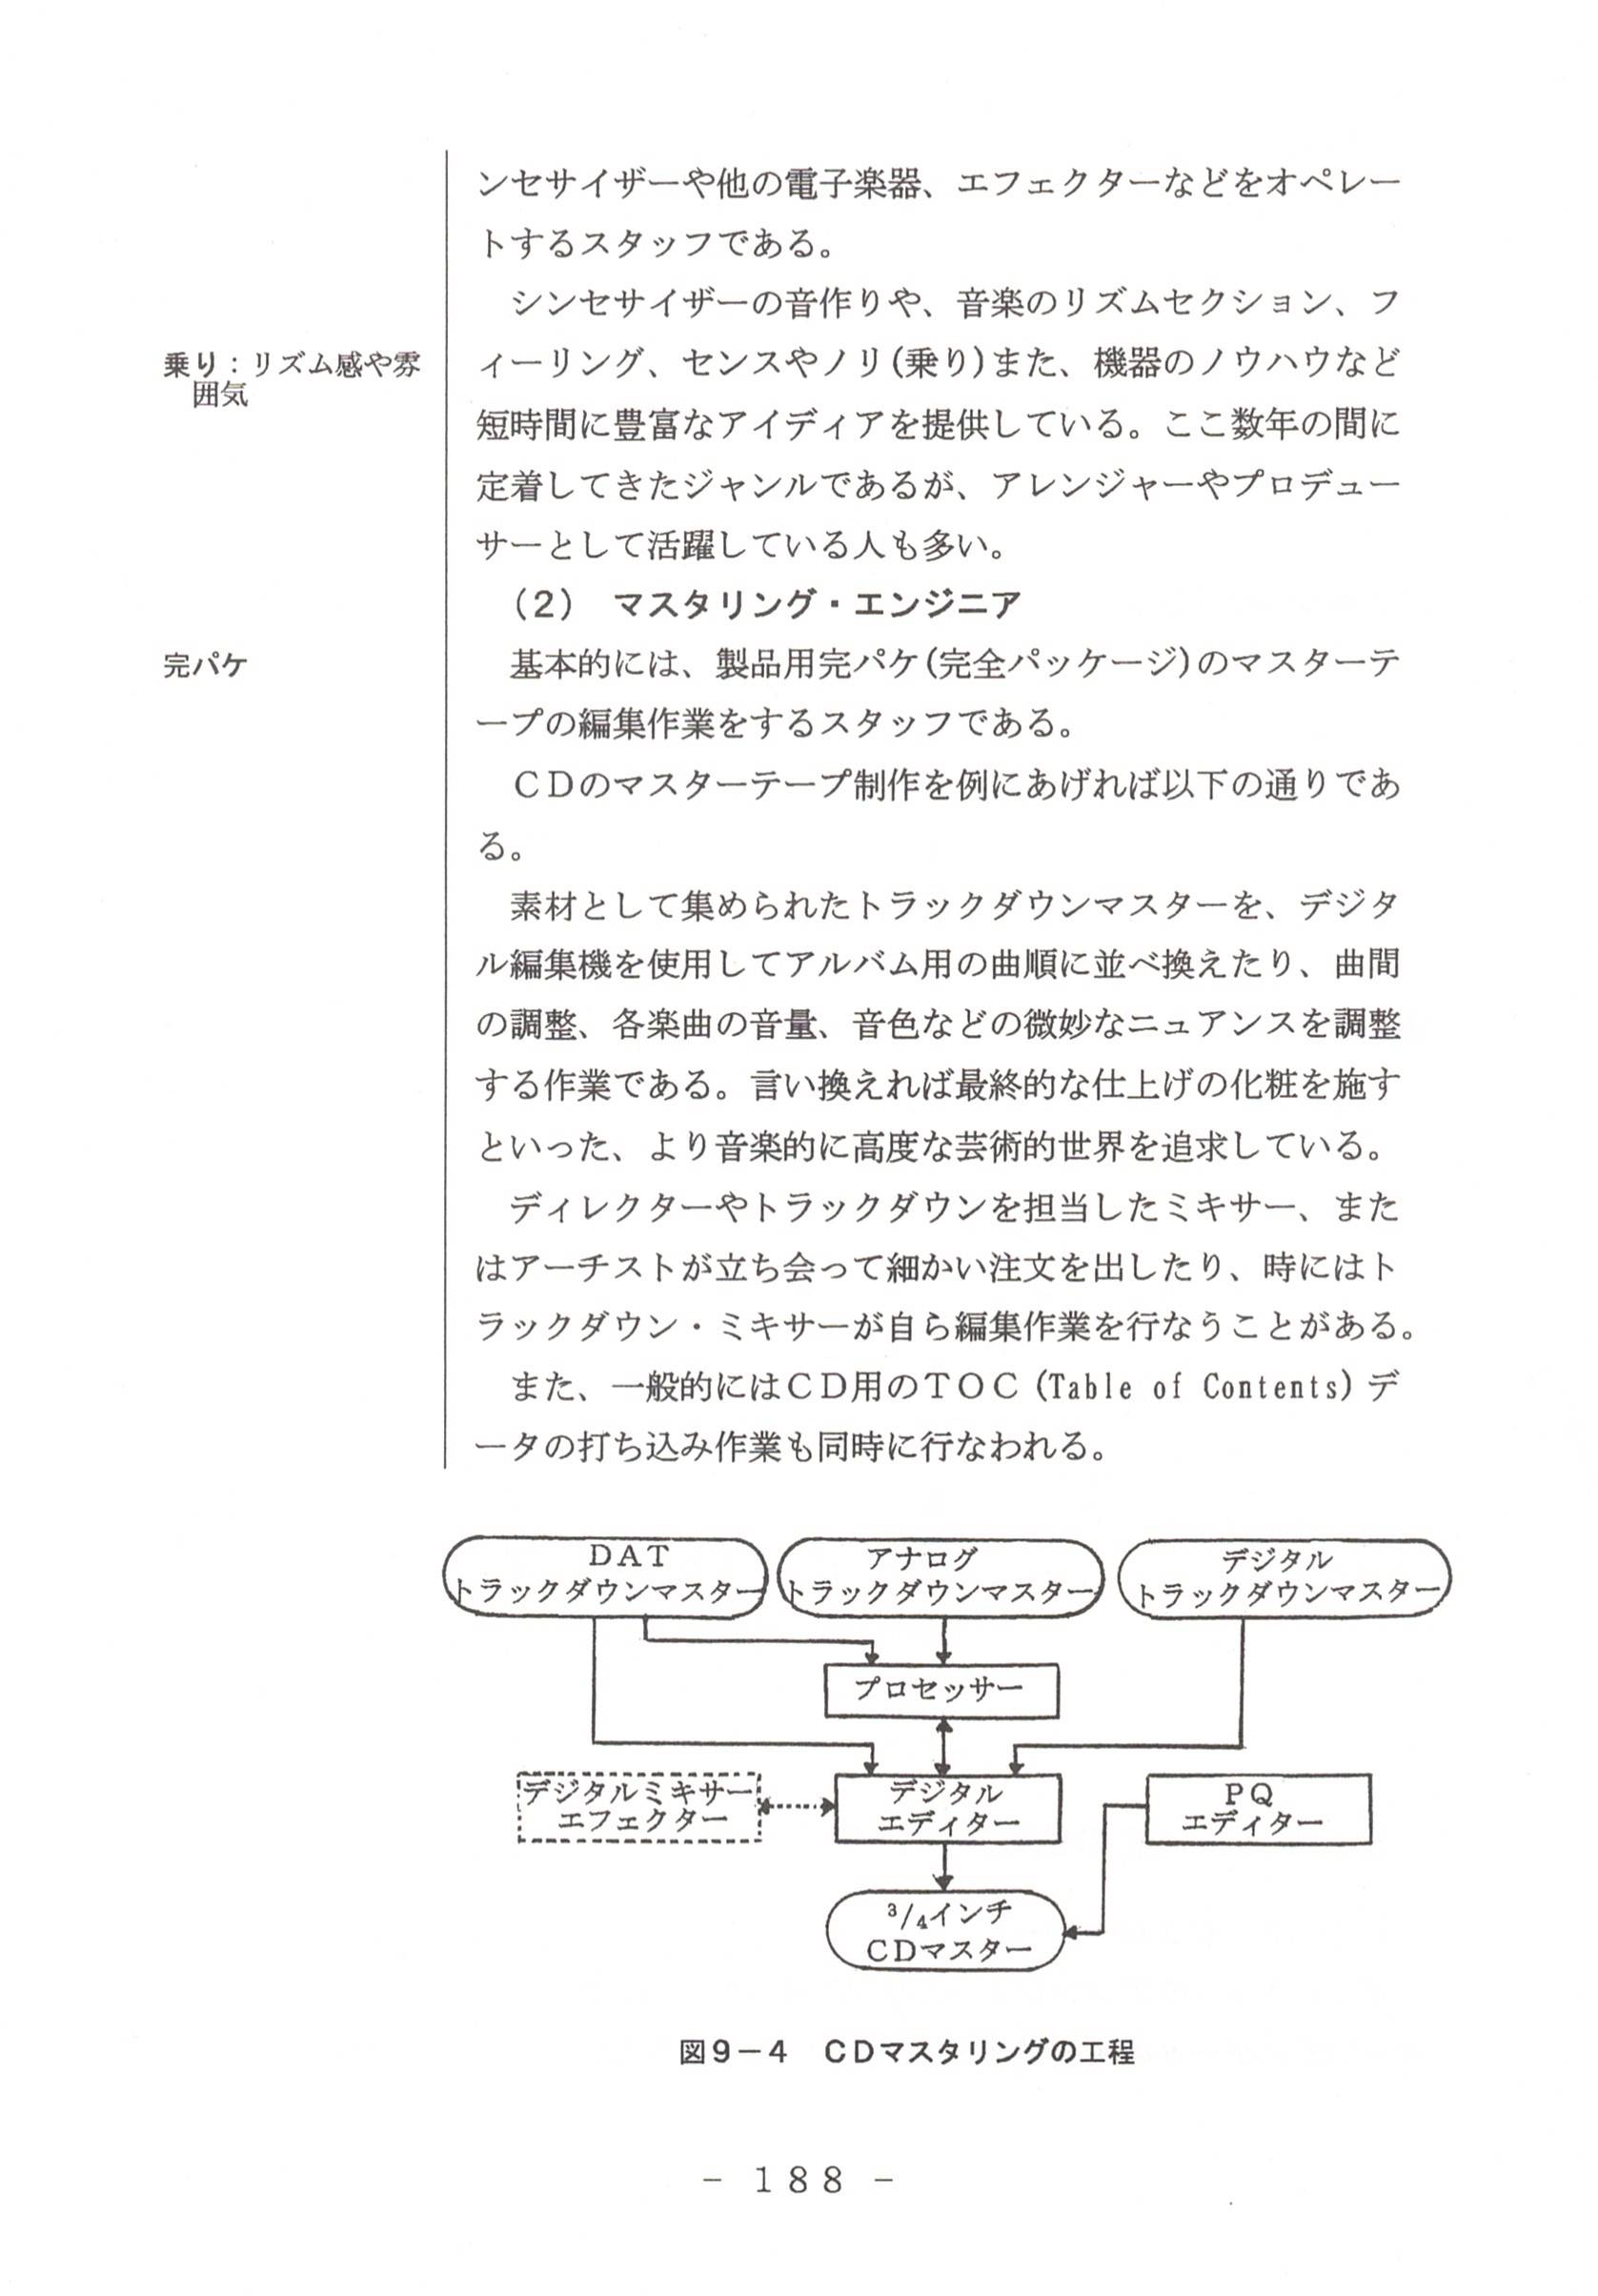 ンセサイザーや他の電子楽器、エフェクターなどをオペレー
トするスタッフである。
　シンセサイザーの音作りや、音楽のリズムセクション、フ
乗り：リズム感や雰
囲気
ィーリング、センスやノリ(乗り)また、機器のノウハウなど
短時間に豊富なアイディアを提供している。ここ数年の間に
定着してきたジャンルであるが、アレンジャーやプロデュー
サーとして活躍している人も多い。
（2）　マスタリング・エンジニア
完パケ
　基本的には、製品用完パケ(完全パッケージ)のマスターテ
ープの編集作業をするスタッフである。
　ＣＤのマスターテープ制作を例にあげれば以下の通りであ
る。
　素材として集められたトラックダウンマスターを、デジタ
ル編集機を使用してアルバム用の曲順に並べ換えたり、曲間
の調整、各楽曲の音量、音色などの微妙なニュアンスを調整
する作業である。言い換えれば最終的な仕上げの化粧を施す
といった、より音楽的に高度な芸術的世界を追求している。
　ディレクターやトラックダウンを担当したミキサー、また
はアーチストが立ち会って細かい注文を出したり、時にはト
ラックダウン・ミキサーが自ら編集作業を行なうことがある。
　また、一般的にはＣＤ用のＴＯＣ(Table of Contents)デ
ータの打ち込み作業も同時に行なわれる。
ＤＡＴ
トラックダウンマスター
アナログ
トラックダウンマスター
デジタル
トラックダウンマスター
プロセッサー
デジタルミキサー
エフェクター
デジタル
エディター
ＰＱ
エディター
3/4インチ
ＣＤマスター
図９－４　ＣＤマスタリングの工程
- 188 -